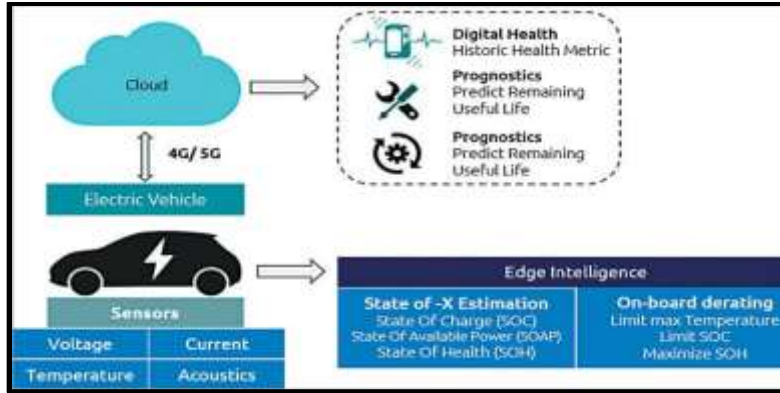 Cloud
4G/ 5G
Electric Vehicle
Sensors
Voltage
Current
Temperature
Acoustics
Digital Health
Historic Health Metric
Prognostics
Predict Remaining
Useful Life
Prognostics
Predict Remaining
Useful Life
Edge Intelligence
State of -X Estimation
State Of Charge (SOC)
State Of Available Power (SOAP)
State Of Health (SOH)
On-board derating
Limit max Temperature
Limit SOC
Maximize SOH